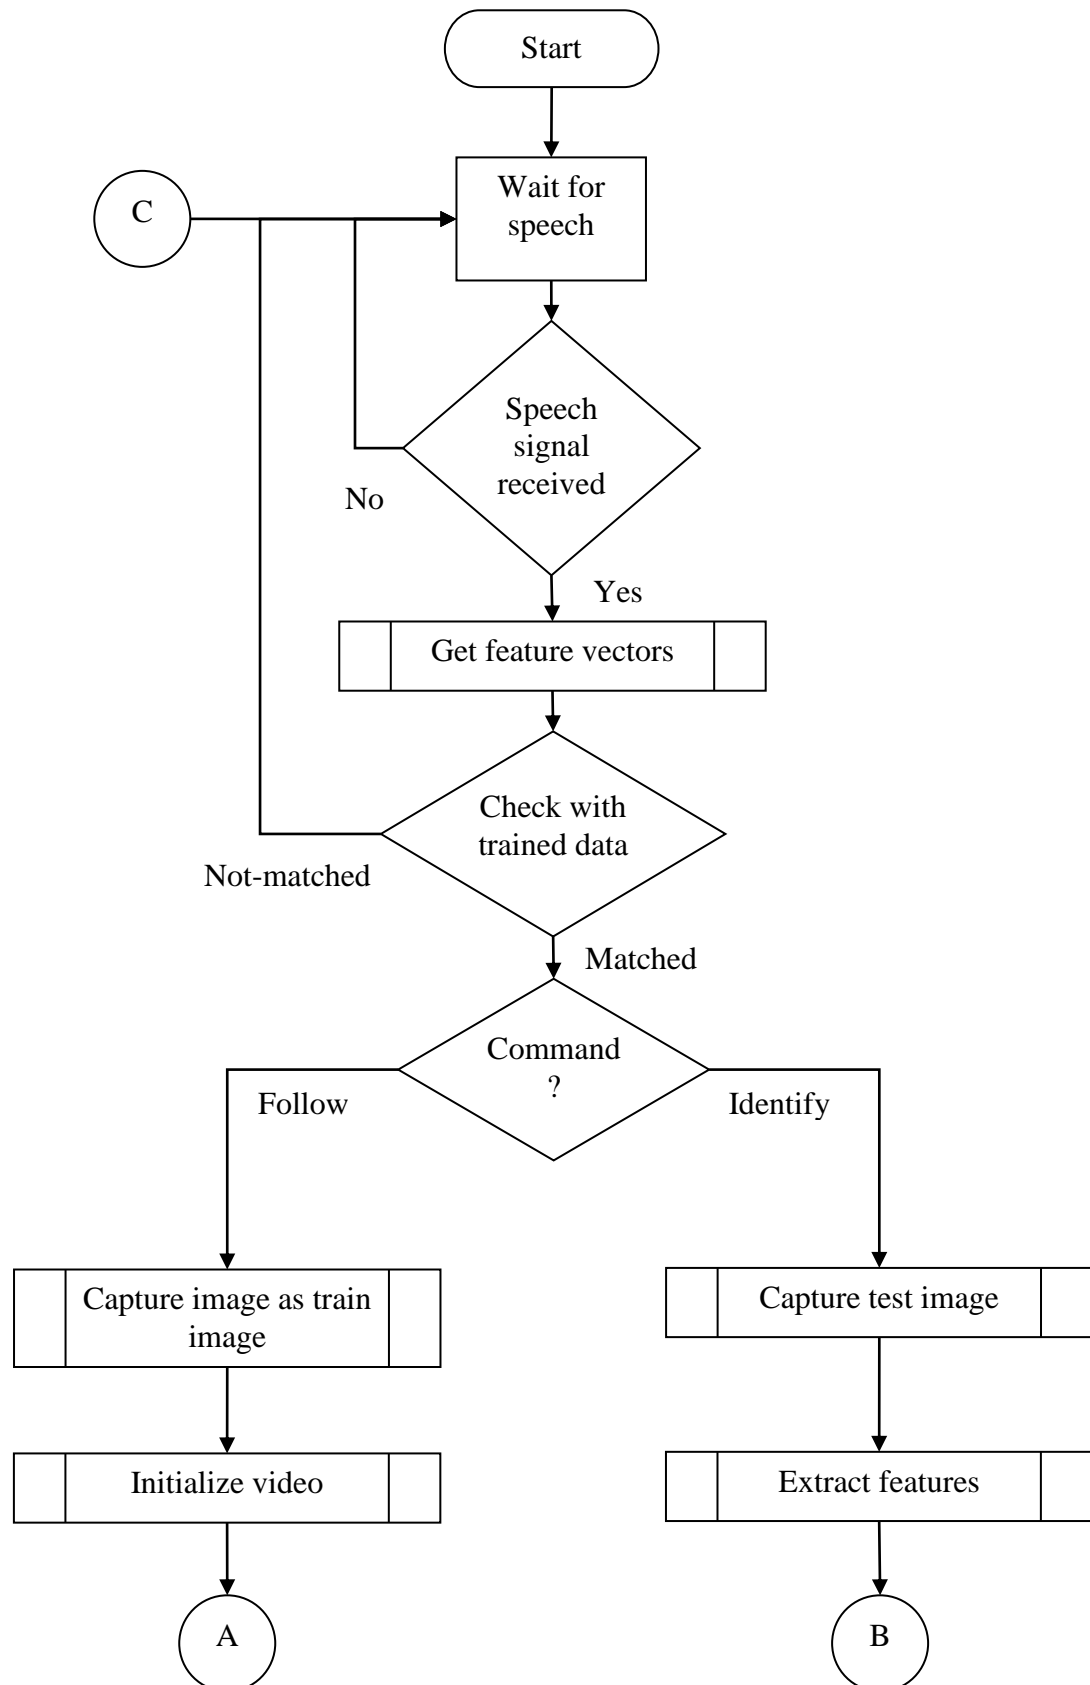 Start
C
Wait for
speech
Speech
signal
received
No
Yes
Get feature vectors
Check with
trained data
Not-matched
Matched
Command
?
Follow
Identify
Capture image as train
image
Capture test image
Initialize video
Extract features
A
B